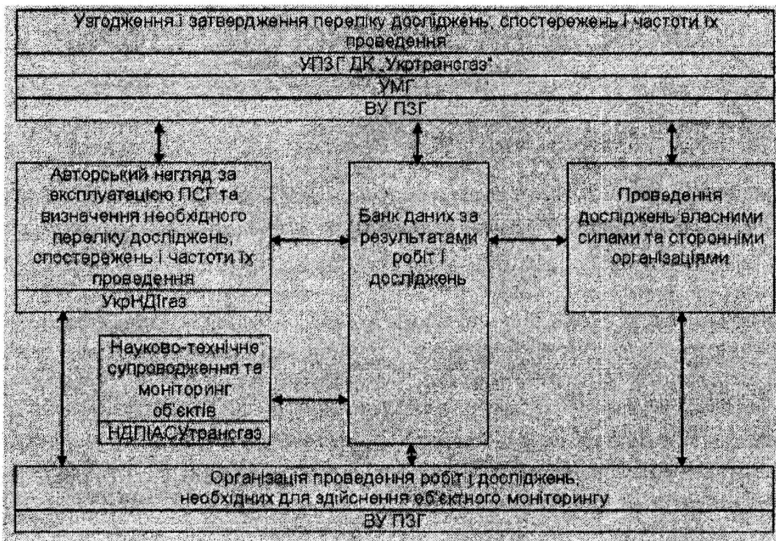 Узгодження і затвердження переліку досліджень, спостережень і частоти їх
проведення
УПЗГ ДК „Укртрансгаз"
УМГ
ВУ ПЗГ
Авторський нагляд за
експлуатацією ПСГ та
визначення необхідного
переліку досліджень,
спостережень і частоти їх
проведення
УкрНДІгаз
Банк даних за
результатами
робіт і
досліджень
Проведення
досліджень власними
силами та сторонніми
організаціями
Науково-технічне
супроводження та
моніторинг
об'єктів
НДПІАСУтрансгаз
Організація проведення робіт і досліджень,
необхідних для здійснення об'єктного моніторингу
ВУ ПЗГ